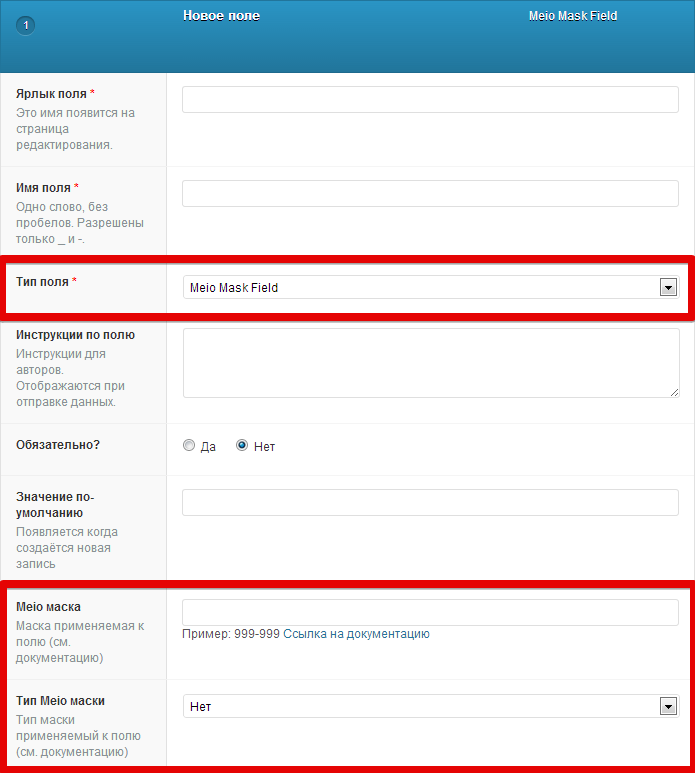 1 Новое поле Meio Mask Field
Ярлык поля *
Это имя появится на
страница
редактирования.
Имя поля *
Одно слово, без
пробелов. Разрешены
только _ и -.
Тип поля *
Meio Mask Field
Инструкции по полю
Инструкции для
авторов.
Отображаются при
отправке данных.
Обязательно?
Да Нет
Значение по-
умолчанию
Появляется когда
создаётся новая
запись
Meio маска
Маска применяемая к
полю (см.
документацию)
Пример: 999-999 Ссылка на документацию
Тип Meio маски
Тип маски
применяемый к полю
(см. документацию)
Нет